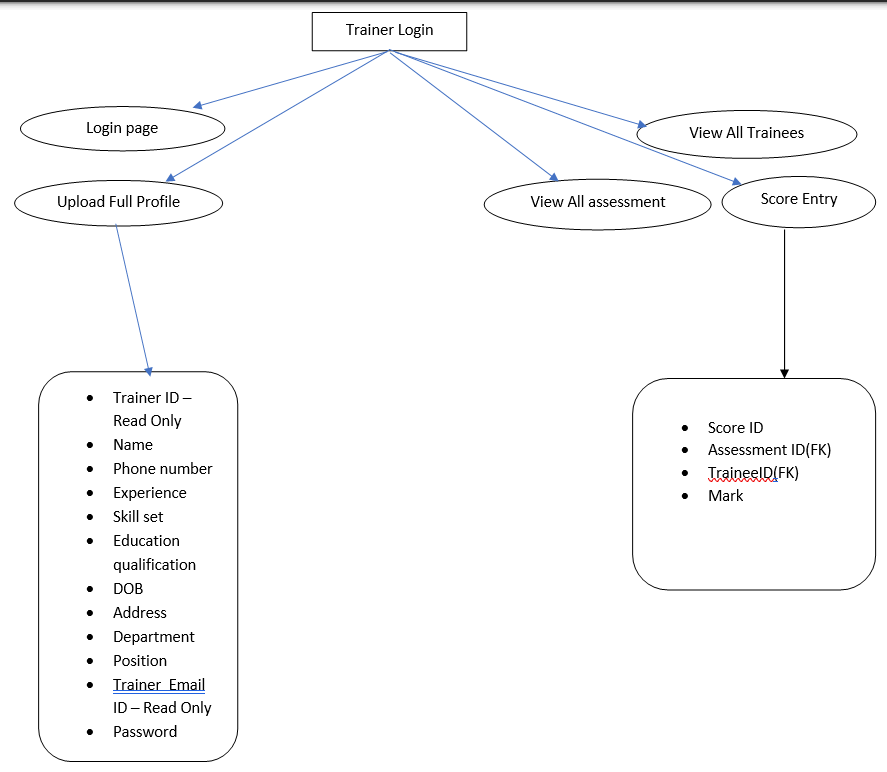 Trainer Login
Login page
View All Trainees
Upload Full Profile
View All assessment
Score Entry
• Trainer ID –
Read Only
• Name
• Phone number
• Experience
• Skill set
• Education
qualification
• DOB
• Address
• Department
• Position
• Trainer  Email
ID – Read Only
• Password
• Score ID
• Assessment ID(FK)
• TraineeID(FK)
• Mark